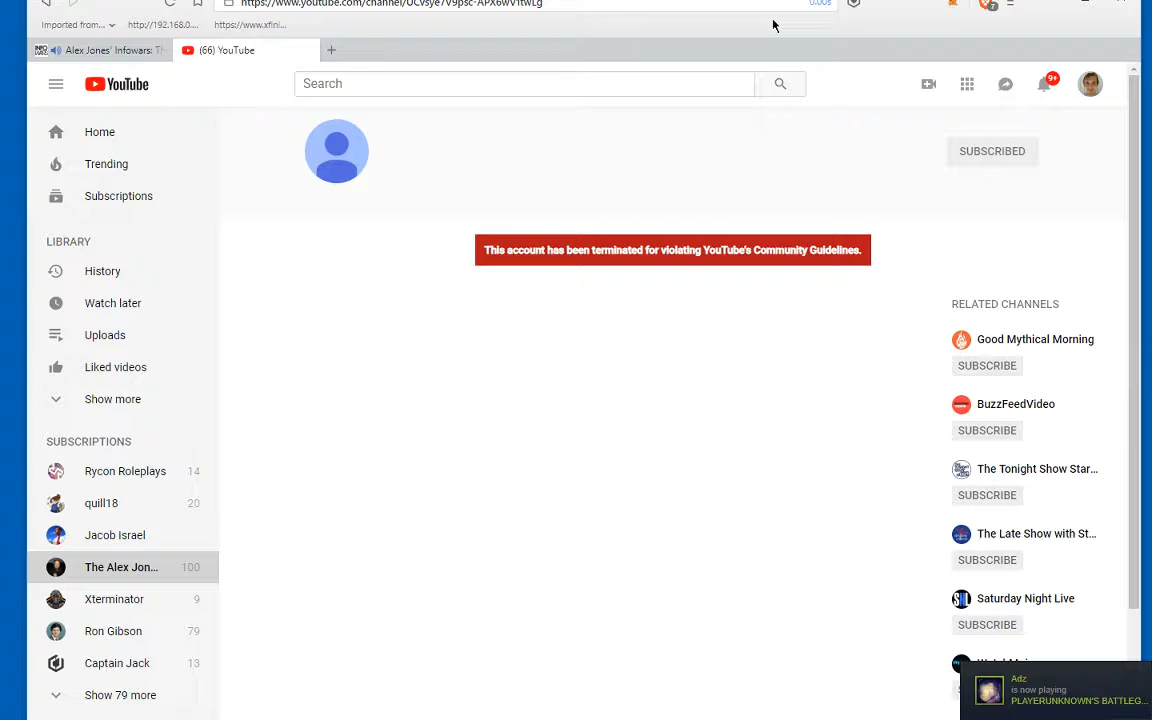 https://www.youtube.com/channel/
0.00s
7
Imported from...
http://192.168.0....
https://www.xfini...
Alex Jones' Infowars: Th
(66) YouTube
YouTube
Search
9+
Home
SUBSCRIBED
Trending
Subscriptions
LIBRARY
This account has been terminated for violating YouTube's Community Guidelines.
History
Watch later
RELATED CHANNELS
Uploads
Good Mythical Morning
SUBSCRIBE
Liked videos
Show more
BuzzFeedVideo
SUBSCRIBE
SUBSCRIPTIONS
Rycon Roleplays 14
The Tonight Show Star...
SUBSCRIBE
quill18 20
Jacob Israel
The Late Show with St...
SUBSCRIBE
The Alex Jon... 100
Xterminator 9
Saturday Night Live
SUBSCRIBE
Ron Gibson 79
Captain Jack 13
Show 79 more
Adz
is now playing
PLAYERUNKNOWN'S BATTLEG...